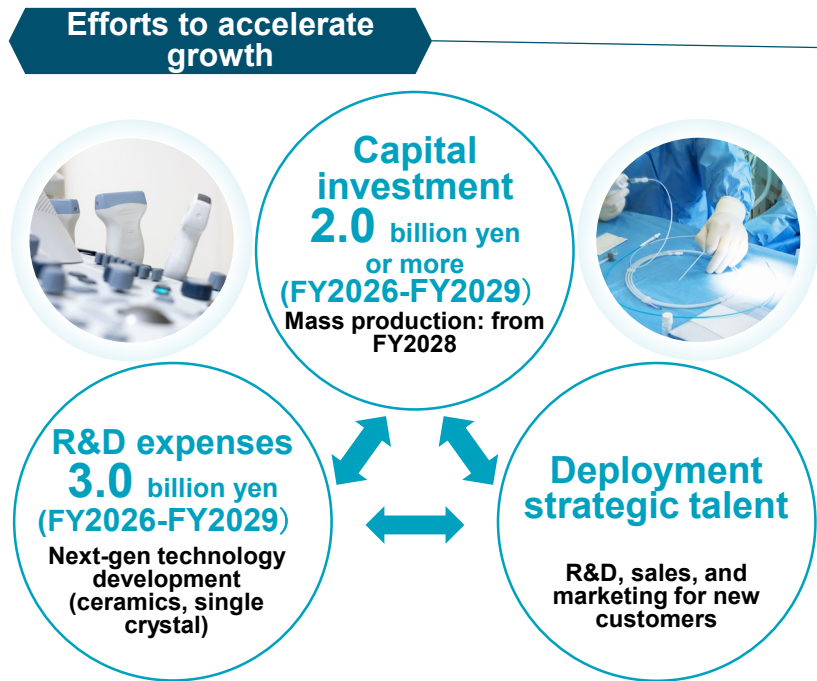 Efforts to accelerate
growth
Capital
investment
2.0 billion yen
or more
(FY2026-FY2029）
Mass production: from
FY2028
R&D expenses
3.0 billion yen
(FY2026-FY2029）
Next-gen technology
development
(ceramics, single
crystal)
Deployment
strategic talent
R&D, sales, and
marketing for new
customers